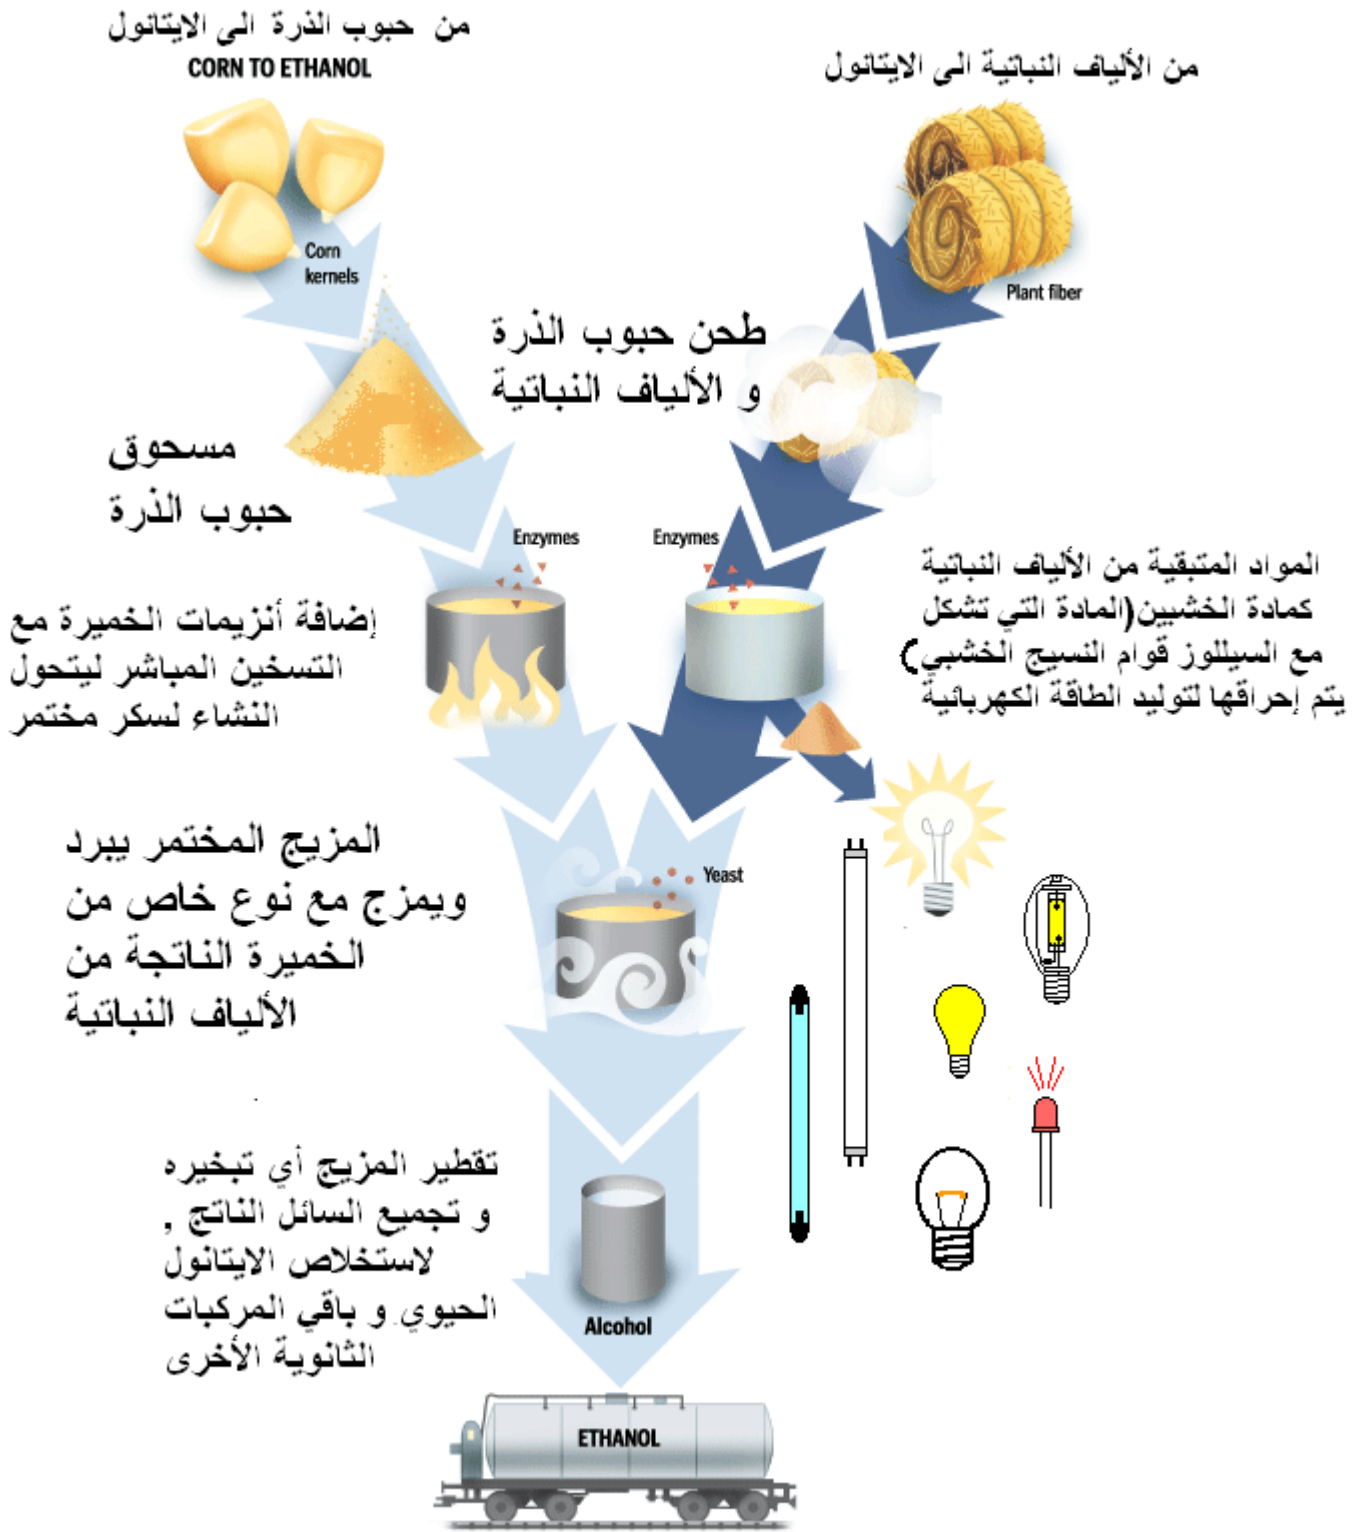 من حبوب الذرة الى الايتانول
CORN TO ETHANOL
من الألياف النباتية الى الايتانول
Corn
kernels
Plant fiber
طحن حبوب الذرة
و الألياف النباتية
مسحوق
حبوب الذرة
Enzymes
Enzymes
إضافة أنزيمات الخميرة مع
التسخين المباشر ليتحول
النشاء لسكر مختمر
المواد المتبقية من الألياف النباتية
كمادة الخشبين(المادة التي تشكل
مع السيللوز قوام النسيج الخشبي)
يتم إحراقها لتوليد الطاقة الكهربائية
المزيج المختمر يبرد
ويمزج مع نوع خاص من
الخميرة الناتجة من
الألياف النباتية
Yeast
تقطير المزيج أي تبخيره
و تجميع السائل الناتج ,
لاستخلاص الايتانول
الحيوي و باقي المركبات
الثانوية الأخرى
Alcohol
ETHANOL